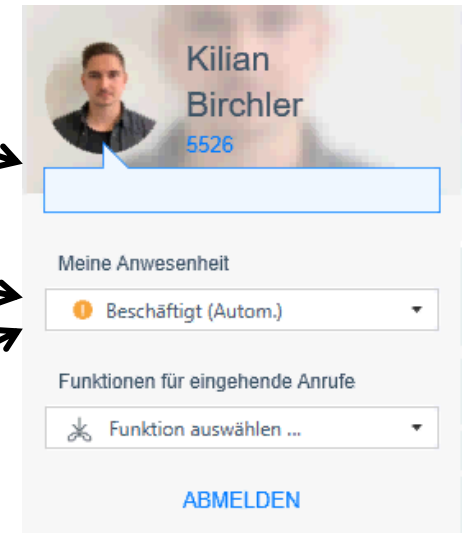 Kilian
Birchler
5526
Meine Anwesenheit
Beschäftigt (Autom.)
Funktionen für eingehende Anrufe
Funktion auswählen ...
ABMELDEN